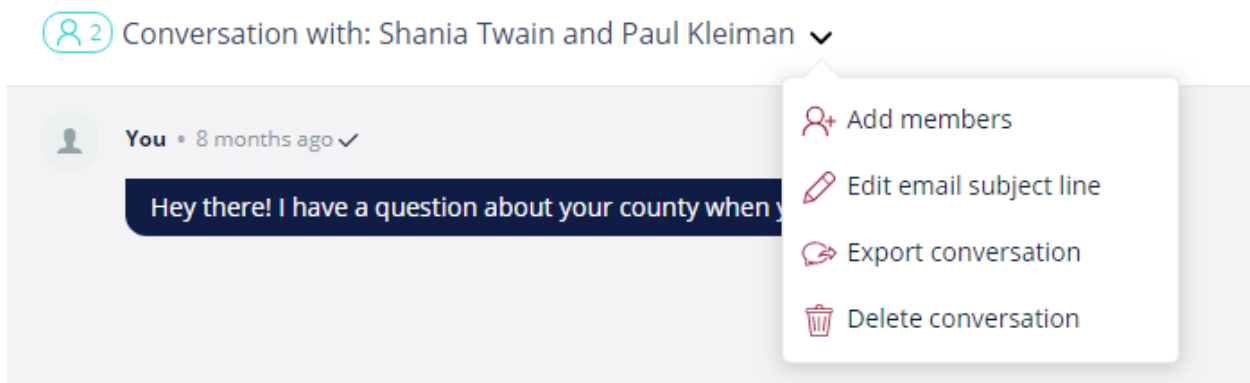 2 Conversation with: Shania Twain and Paul Kleiman
You • 8 months ago
Hey there! I have a question about your county when
Add members
Edit email subject line
Export conversation
Delete conversation